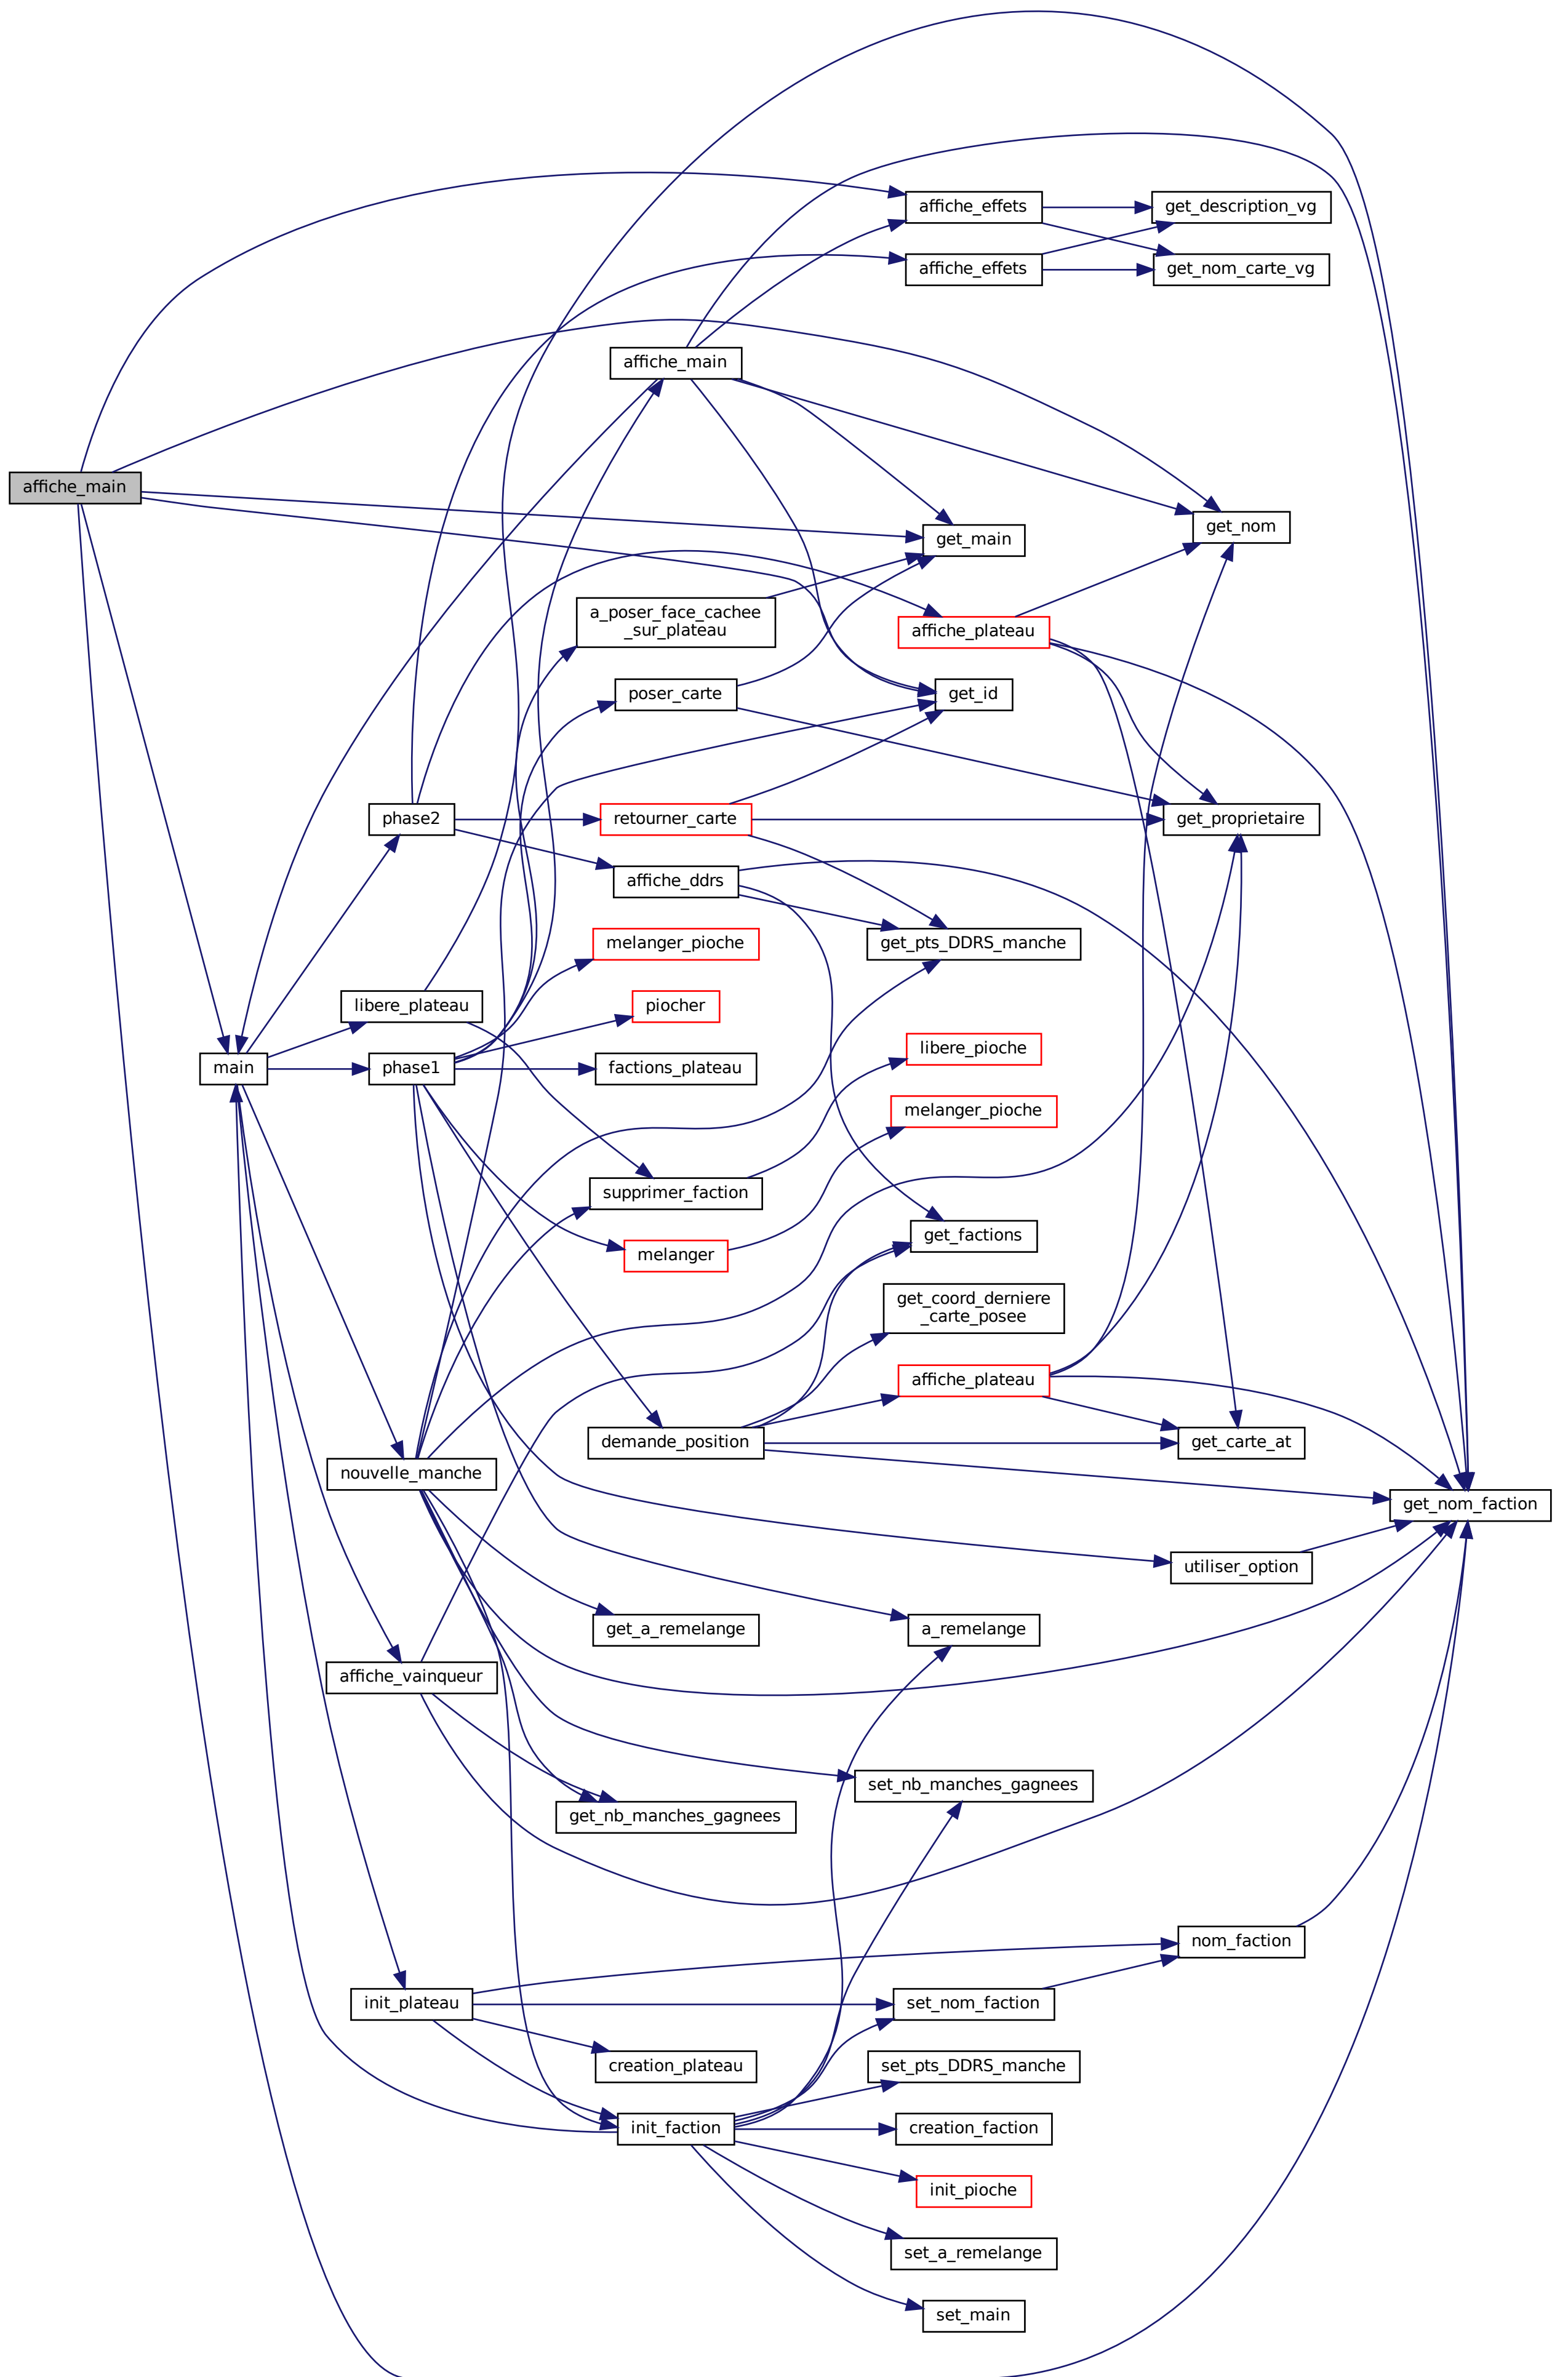 affiche_effets
get_description_vg
affiche_effets
get_nom_carte_vg
affiche_main
affiche_main
get_main
get_nom
a_poser_face_cachee
_sur_plateau
affiche_plateau
poser_carte
get_id
phase2
retourner_carte
get_proprietaire
affiche_ddrs
melanger_pioche
get_pts_DDRS_manche
libere_plateau
piocher
libere_pioche
main
phase1
factions_plateau
melanger_pioche
supprimer_faction
get_factions
melanger
get_coord_derniere
_carte_posee
affiche_plateau
demande_position
get_carte_at
nouvelle_manche
get_nom_faction
utiliser_option
get_a_remelange
a_remelange
affiche_vainqueur
set_nb_manches_gagnees
get_nb_manches_gagnees
nom_faction
init_plateau
set_nom_faction
creation_plateau
set_pts_DDRS_manche
init_faction
creation_faction
init_pioche
set_a_remelange
set_main